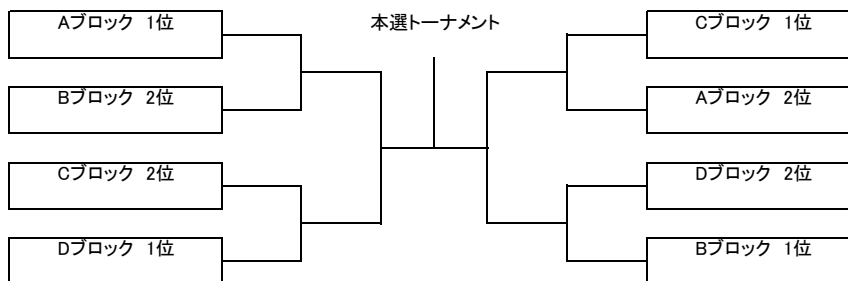 本選トーナメント
Aブロック 1位
Bブロック 2位
Cブロック 2位
Dブロック 1位
Cブロック 1位
Aブロック 2位
Dブロック 2位
Bブロック 1位